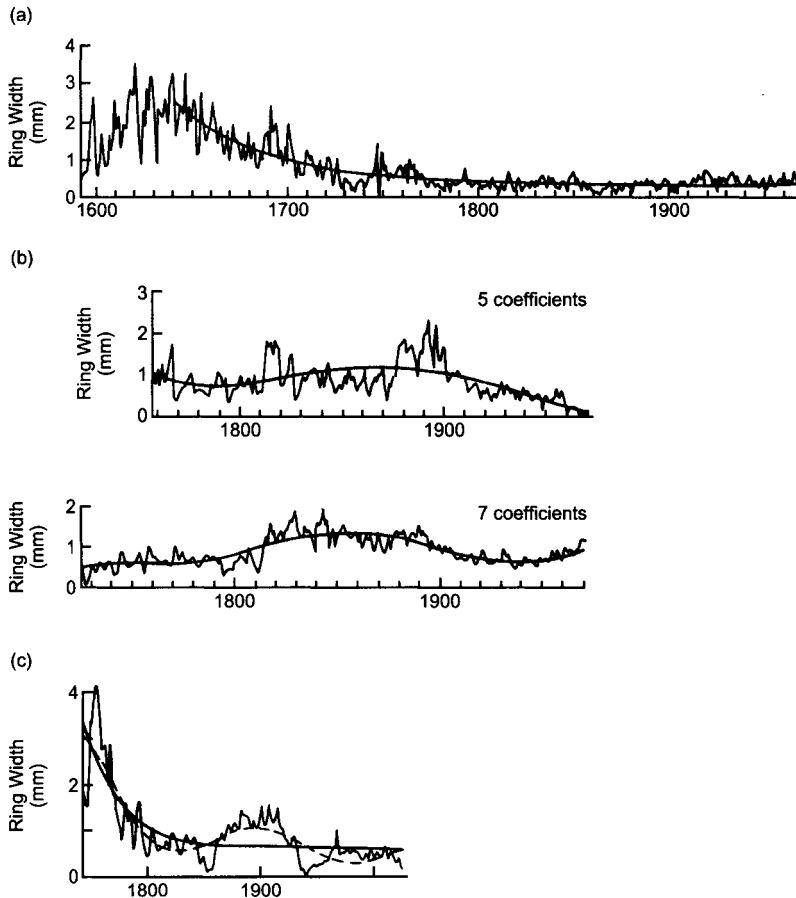 (a)
4
3
2
1
0
Ring Width
(mm)
1600 1700 1800 1900
(b)
3
2
1
0
Ring Width
(mm)
5 coefficients
1800 1900
2
1
0
Ring Width
(mm)
7 coefficients
1800 1900
(c)
4
2
0
Ring Width
(mm)
1800 1900